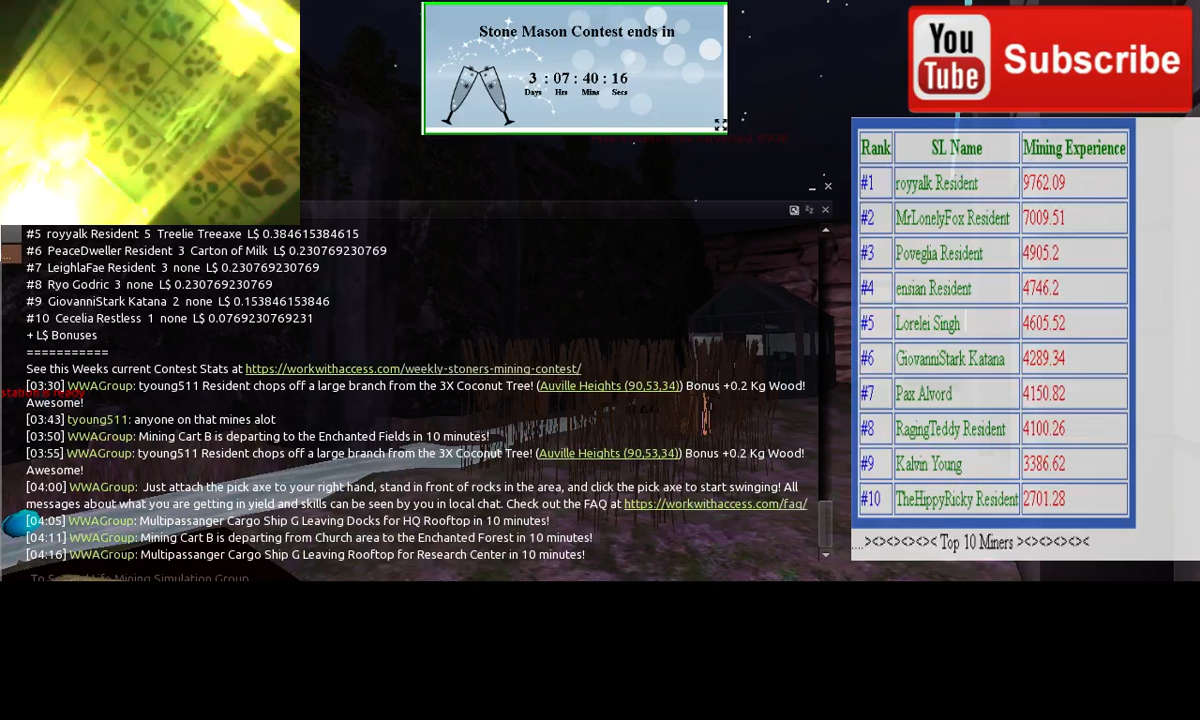 Stone Mason Contest ends in
3 : 07 : 40 : 16
Days Hrs Mins Secs
You
Tube
Subscribe
#5 royyalk Resident 5 Treelie Treeaxe L$ 0.384615384615
#6 PeaceDweller Resident 3 Carton of Milk L$ 0.230769230769
#7 LeighlaFae Resident 3 none L$ 0.230769230769
#8 Ryo Godric 3 none L$ 0.230769230769
#9 GiovanniStark Katana 2 none L$ 0.153846153846
#10 Cecelia Restless 1 none L$ 0.0769230769231
+ L$ Bonuses
===========
See this Weeks current Contest Stats at https://workwithaccess.com/weekly-stoners-mining-contest/
[03:30] WWAGroup: tyoung511 Resident chops off a large branch from the 3X Coconut Tree! (Auville Heights (90,53,34)) Bonus +0.2 Kg Wood!
Awesome!
[03:43] tyoung511: anyone on that mines alot
[03:50] WWAGroup: Mining Cart B is departing to the Enchanted Fields in 10 minutes!
[03:55] WWAGroup: tyoung511 Resident chops off a large branch from the 3X Coconut Tree! (Auville Heights (90,53,34)) Bonus +0.2 Kg Wood!
Awesome!
[04:00] WWAGroup: Just attach the pick axe to your right hand, stand in front of rocks in the area, and click the pick axe to start swinging! All
messages about what you are getting in yield and skills can be seen by you in local chat. Check out the FAQ at https://workwithaccess.com/faq/
[04:05] WWAGroup: Multipassanger Cargo Ship G Leaving Docks for HQ Rooftop in 10 minutes!
[04:11] WWAGroup: Mining Cart B is departing from Church area to the Enchanted Forest in 10 minutes!
[04:16] WWAGroup: Multipassanger Cargo Ship G Leaving Rooftop for Research Center in 10 minutes!
Life Mining Simulation Group
Rank SL Name Mining Experience
#1 royyalk Resident 9762.09
#2 MrLonelyFox Resident 7009.51
#3 Poveglia Resident 4905.2
#4 ensian Resident 4746.2
#5 Lorelei Singh 4605.52
#6 GiovanniStark Katana 4289.34
#7 Pax Alvord 4150.82
#8 RagingTeddy Resident 4100.26
#9 Kalvin Young 3386.62
#10 TheHippyRicky Resident 2701.28
....><><><><>< Top 10 Miners ><><><><><